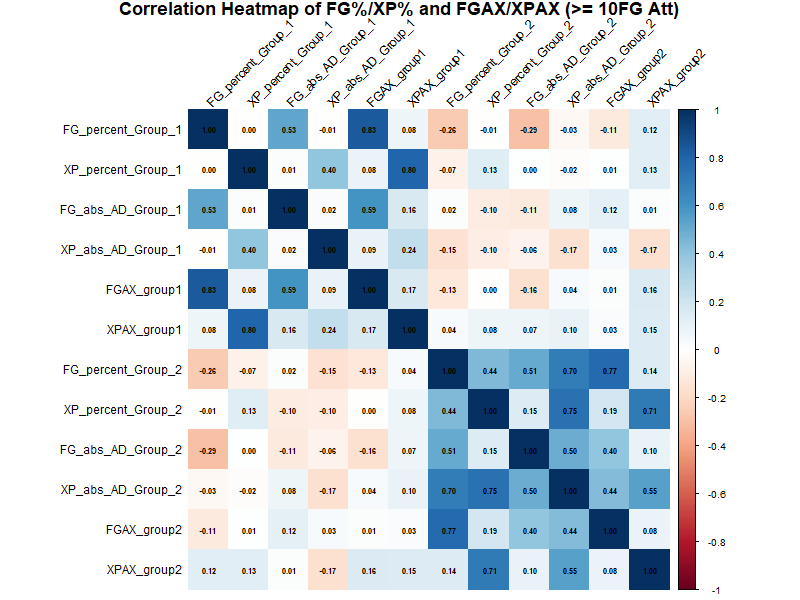 Correlation Heatmap of FG%/XP% and FGAX/XPAX (>= 10FG Att)
FG_percent_Group_1 XP_percent_Group_1 FG_abs_AD_Group_1 XP_abs_AD_Group_1 FGAX_group1 XPAX_group1 FG_percent_Group_2 XP_percent_Group_2 FG_abs_AD_Group_2 XP_abs_AD_Group_2 FGAX_group2 XPAX_group2
FG_percent_Group_1 1.00 0.00 0.53 -0.01 0.83 0.08 -0.26 -0.01 -0.29 -0.03 -0.11 0.12
XP_percent_Group_1 0.00 1.00 0.01 0.40 0.08 0.80 -0.07 0.13 0.00 -0.02 0.01 0.13
FG_abs_AD_Group_1 0.53 0.01 1.00 0.02 0.59 0.16 0.02 -0.10 -0.11 0.08 0.12 0.01
XP_abs_AD_Group_1 -0.01 0.40 0.02 1.00 0.09 0.24 -0.15 -0.10 -0.06 -0.17 0.03 -0.17
FGAX_group1 0.83 0.08 0.59 0.09 1.00 0.17 -0.13 0.00 -0.16 0.04 0.01 0.16
XPAX_group1 0.08 0.80 0.16 0.24 0.17 1.00 0.04 0.08 0.07 0.10 0.03 0.15
FG_percent_Group_2 -0.26 -0.07 0.02 -0.15 -0.13 0.04 1.00 0.44 0.51 0.70 0.77 0.14
XP_percent_Group_2 -0.01 0.13 -0.10 -0.10 0.00 0.08 0.44 1.00 0.15 0.75 0.19 0.71
FG_abs_AD_Group_2 -0.29 0.00 -0.11 -0.06 -0.16 0.07 0.51 0.15 1.00 0.50 0.40 0.10
XP_abs_AD_Group_2 -0.03 -0.02 0.08 -0.17 0.04 0.10 0.70 0.75 0.50 1.00 0.44 0.55
FGAX_group2 -0.11 0.01 0.12 0.03 0.01 0.03 0.77 0.19 0.40 0.44 1.00 0.08
XPAX_group2 0.12 0.13 0.01 -0.17 0.16 0.15 0.14 0.71 0.10 0.55 0.08 1.00
1
0.8
0.6
0.4
0.2
0
-0.2
-0.4
-0.6
-0.8
-1